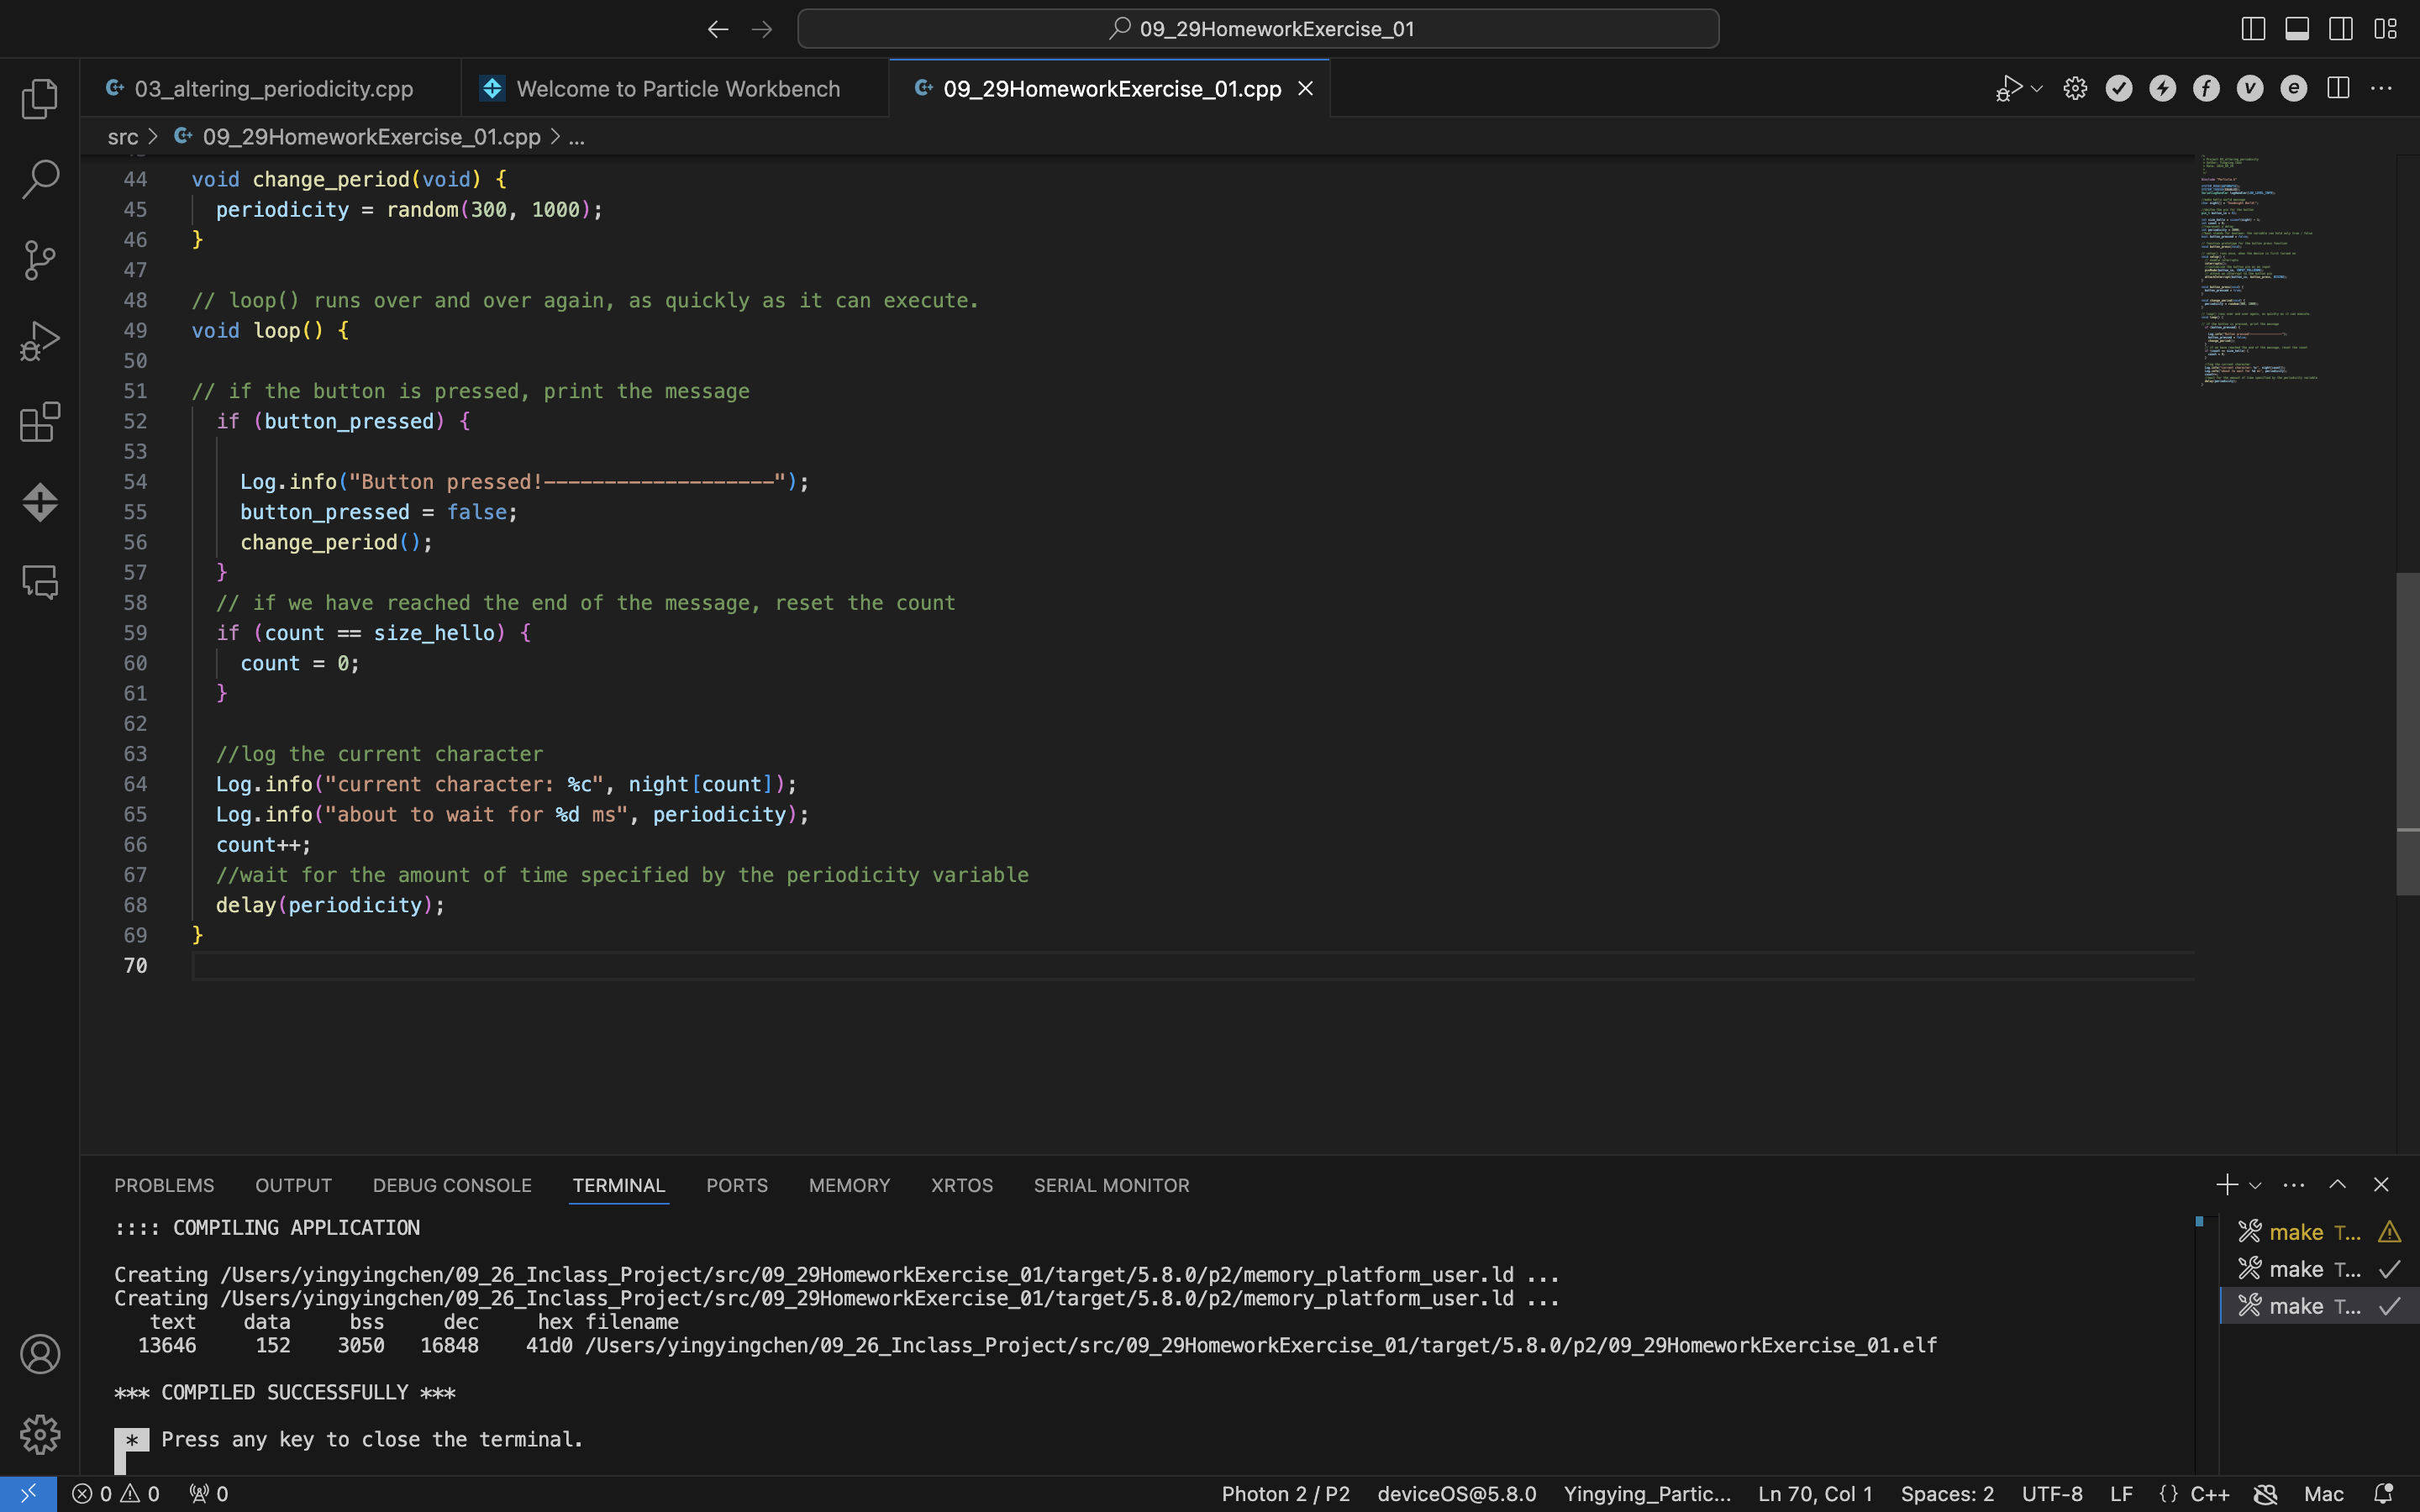 09_29HomeworkExercise_01
03_altering_periodicity.cpp
Welcome to Particle Workbench
09_29HomeworkExercise_01.cpp
src > 09_29HomeworkExercise_01.cpp > ...
44 void change_period(void) {
45 periodicity = random(300, 1000);
46 }
47
48 // loop() runs over and over again, as quickly as it can execute.
49 void loop() {
50
51 // if the button is pressed, print the message
52 if (button_pressed) {
53
54 Log.info("Button pressed!-------------------");
55 button_pressed = false;
56 change_period();
57 }
58 // if we have reached the end of the message, reset the count
59 if (count == size_hello) {
60 count = 0;
61 }
62
63 //log the current character
64 Log.info("current character: %c", night[count]);
65 Log.info("about to wait for %d ms", periodicity);
66 count++;
67 //wait for the amount of time specified by the periodicity variable
68 delay(periodicity);
69 }
70
PROBLEMS OUTPUT DEBUG CONSOLE TERMINAL PORTS MEMORY XRTOS SERIAL MONITOR
:::: COMPILING APPLICATION
Creating /Users/yingyingchen/09_26_Inclass_Project/src/09_29HomeworkExercise_01/target/5.8.0/p2/memory_platform_user.ld ...
Creating /Users/yingyingchen/09_26_Inclass_Project/src/09_29HomeworkExercise_01/target/5.8.0/p2/memory_platform_user.ld ...
text data bss dec hex filename
13646 152 3050 16848 41d0 /Users/yingyingchen/09_26_Inclass_Project/src/09_29HomeworkExercise_01/target/5.8.0/p2/09_29HomeworkExercise_01.elf
*** COMPILED SUCCESSFULLY ***
* Press any key to close the terminal.
make T...
make T...
make T...
0 0 0
Photon 2 / P2 deviceOS@5.8.0 Yingying_Partic... Ln 70, Col 1 Spaces: 2 UTF-8 LF {} C++ Mac